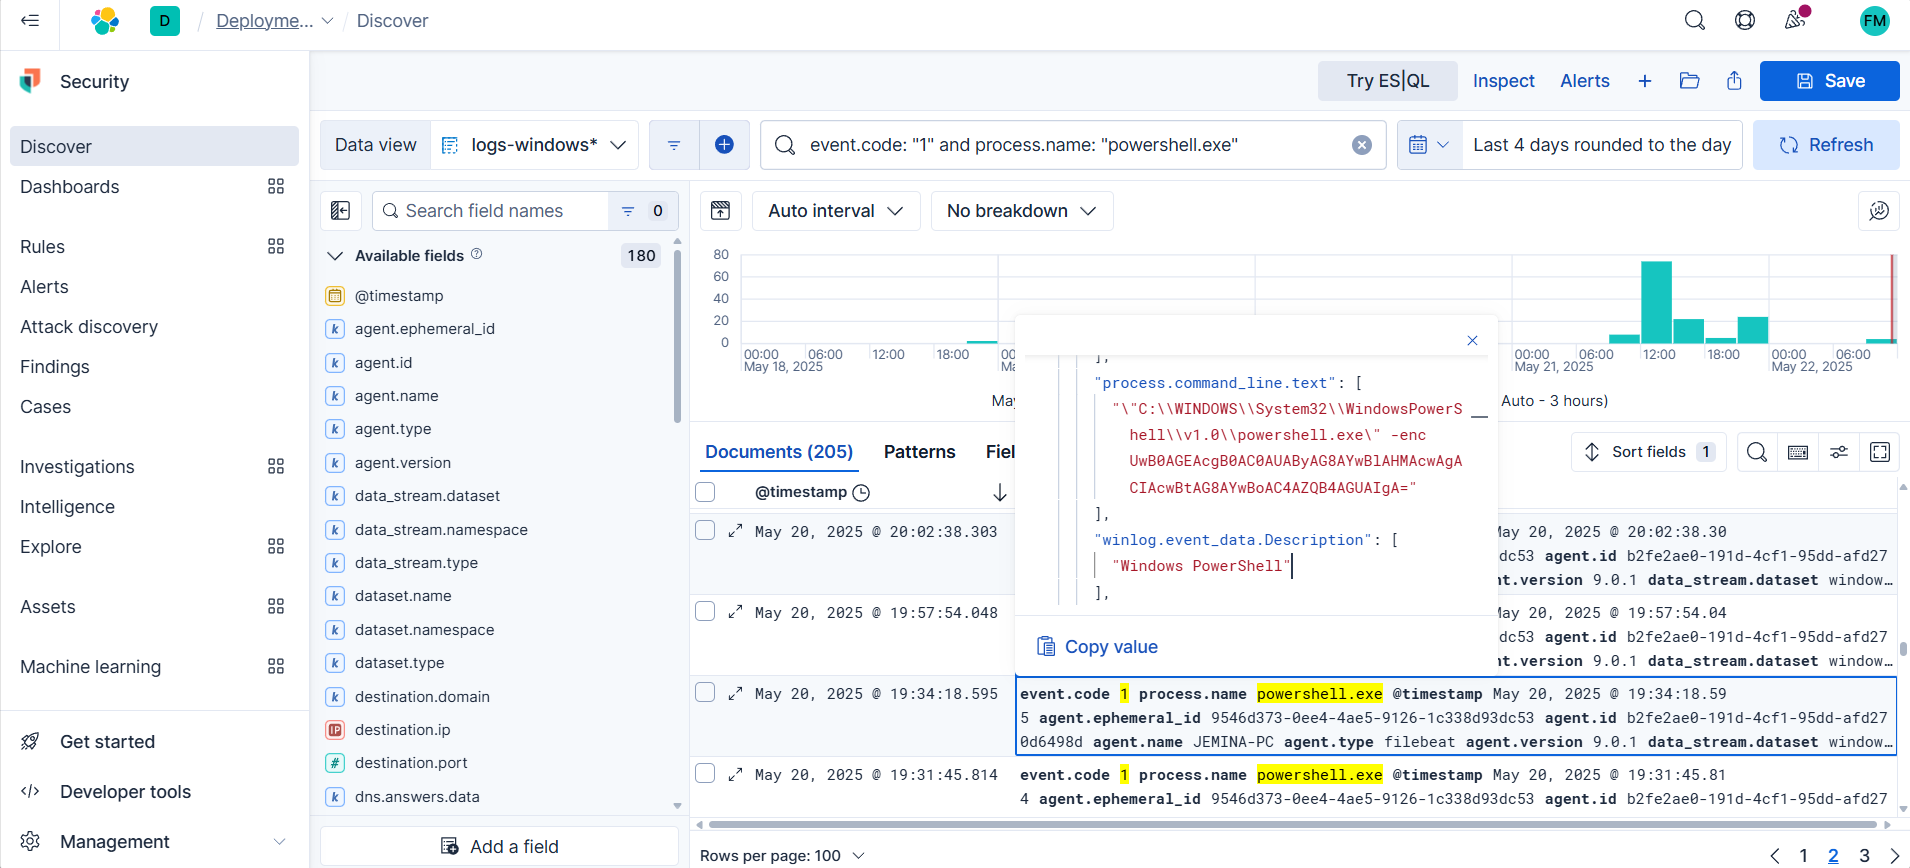 D / Deployme... / Discover
FM
Security
Try ES|QL
Inspect
Alerts
Save
Discover
Dashboards
Rules
Alerts
Attack discovery
Findings
Cases
Investigations
Intelligence
Explore
Assets
Machine learning
Get started
Developer tools
Management
Data view
logs-windows*
event.code: "1" and process.name: "powershell.exe"
Last 4 days rounded to the day
Refresh
Search field names
0
Available fields
180
@timestamp
agent.ephemeral_id
agent.id
agent.name
agent.type
agent.version
data_stream.dataset
data_stream.namespace
data_stream.type
dataset.name
dataset.namespace
dataset.type
destination.domain
destination.ip
destination.port
dns.answers.data
Add a field
Auto interval
No breakdown
80
60
40
20
0
00:00 06:00 12:00 18:00 00 00:00 06:00 12:00 18:00 00:00 06:00
May 18, 2025 Ma May 21, 2025 May 22, 2025
May Auto - 3 hours)
Documents (205)
Patterns
Fiel
Sort fields 1
@timestamp
],
"process.command_line.text": [
"\"C:\\WINDOWS\\System32\\WindowsPowerS
hell\\v1.0\\powershell.exe\" -enc
UwB0AGEAcgB0AC0AUAByAG8AYwBlAHMAcwAgA
CIAcwBtAG8AYwBoAC4AZQB4AGUAIgA="
],
"winlog.event_data.Description": [
"Windows PowerShell"
],
Copy value
May 20, 2025 @ 20:02:38.303
May 20, 2025 @ 20:02:38.30
dc53 agent.id b2fe2ae0-191d-4cf1-95dd-afd27
nt.version 9.0.1 data_stream.dataset window…
May 20, 2025 @ 19:57:54.048
May 20, 2025 @ 19:57:54.04
dc53 agent.id b2fe2ae0-191d-4cf1-95dd-afd27
nt.version 9.0.1 data_stream.dataset window…
May 20, 2025 @ 19:34:18.595
event.code 1 process.name powershell.exe @timestamp May 20, 2025 @ 19:34:18.59
5 agent.ephemeral_id 9546d373-0ee4-4ae5-9126-1c338d93dc53 agent.id b2fe2ae0-191d-4cf1-95dd-afd27
0d6498d agent.name JEMINA-PC agent.type filebeat agent.version 9.0.1 data_stream.dataset window…
May 20, 2025 @ 19:31:45.814
event.code 1 process.name powershell.exe @timestamp May 20, 2025 @ 19:31:45.81
4 agent.ephemeral_id 9546d373-0ee4-4ae5-9126-1c338d93dc53 agent.id b2fe2ae0-191d-4cf1-95dd-afd27
Rows per page: 100
1 2 3